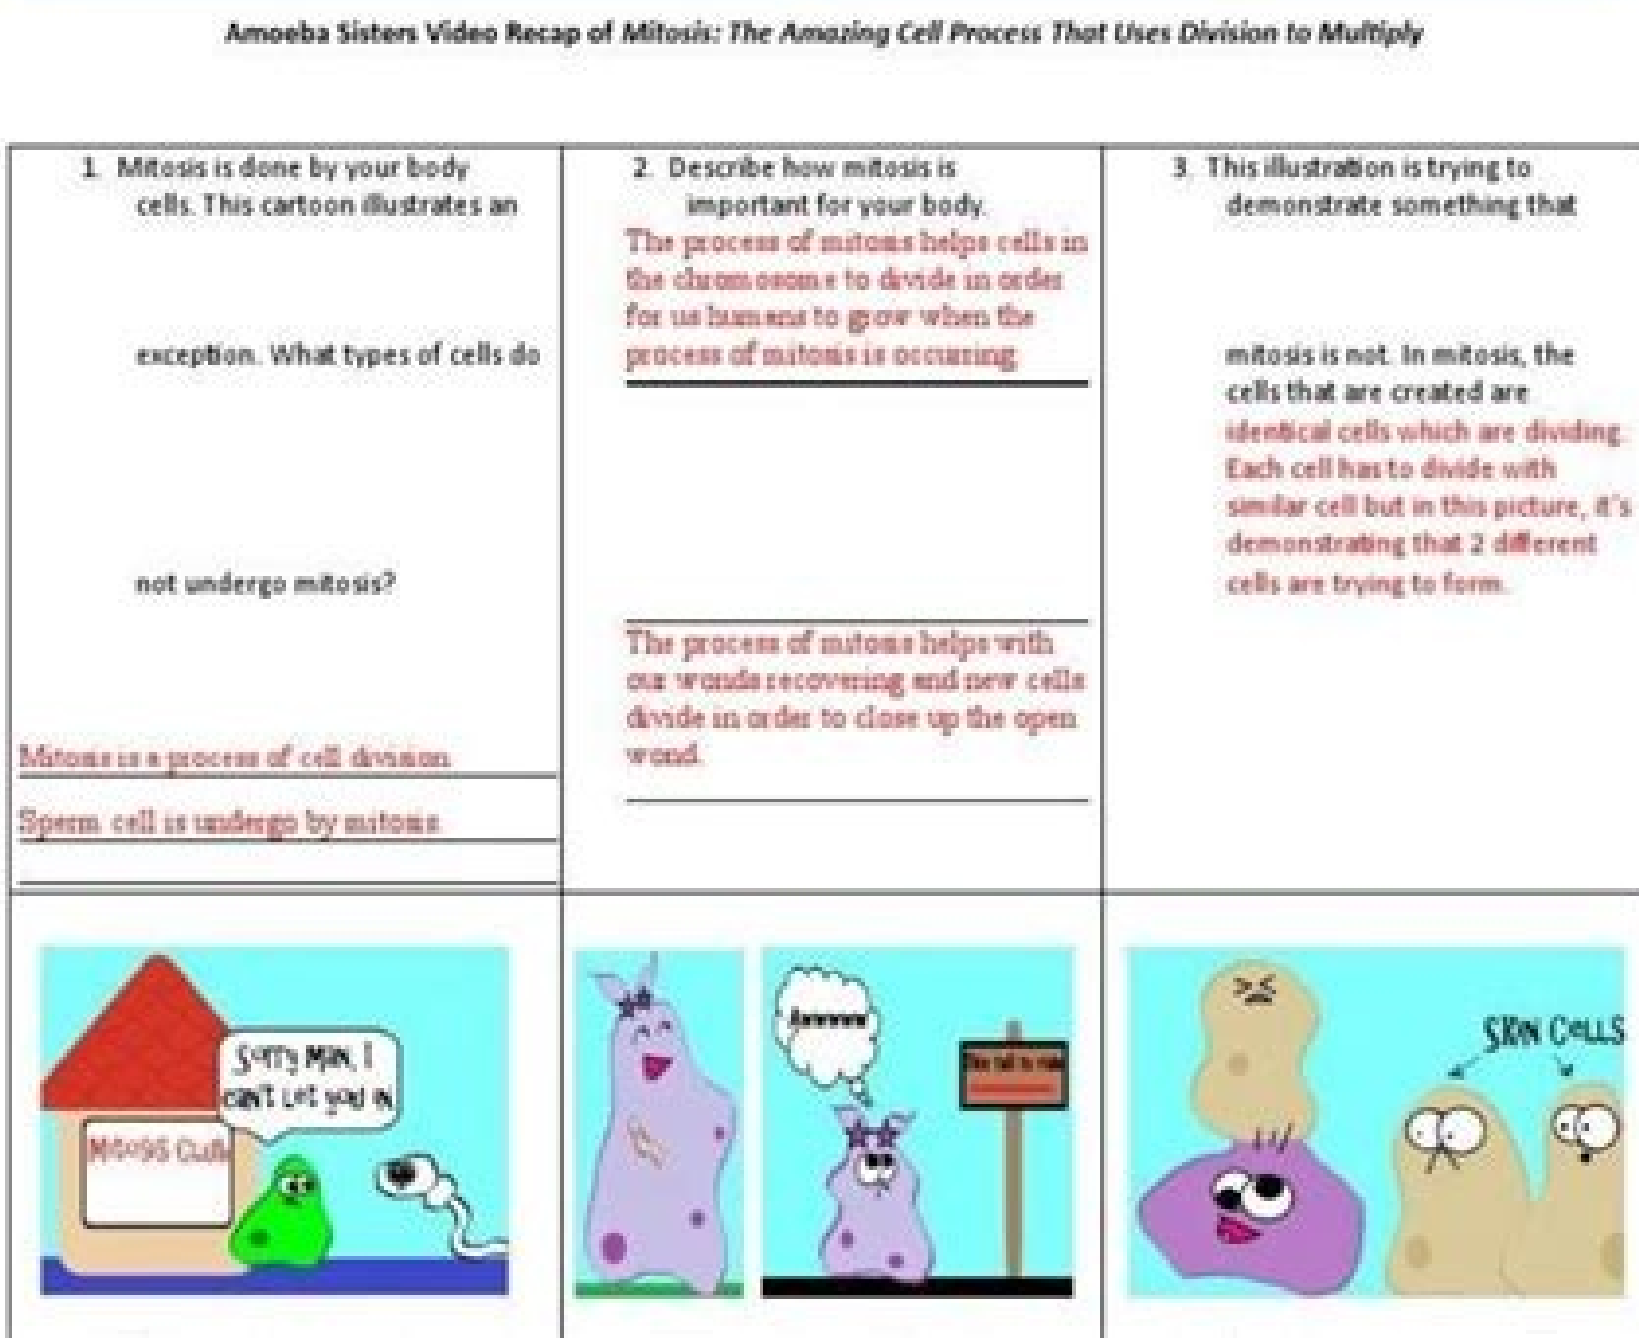 Amoeba Sisters Video Recap of Mitosis: The Amazing Cell Process That Uses Division to Multiply
1. Mitosis is done by your body
cells. This cartoon illustrates an
exception. What types of cells do
not undergo mitosis?
Mitosis is a process of cell division
Sperm cell is undergo by mitosis
2. Describe how mitosis is
important for your body.
The process of mitosis helps cells in
the chromosome to divide in order
for us humans to grow when the
process of mitosis is occurring
The process of mitosis helps with
our wonds recovering and new cells
divide in order to close up the open
wond.
3. This illustration is trying to
demonstrate something that
mitosis is not. In mitosis, the
cells that are created are
identical cells which are dividing.
Each cell has to divide with
similar cell but in this picture, it's
demonstrating that 2 different
cells are trying to form.
Sorry Man, I
can't Let you in
Mitosis Club
SKIN CELLS